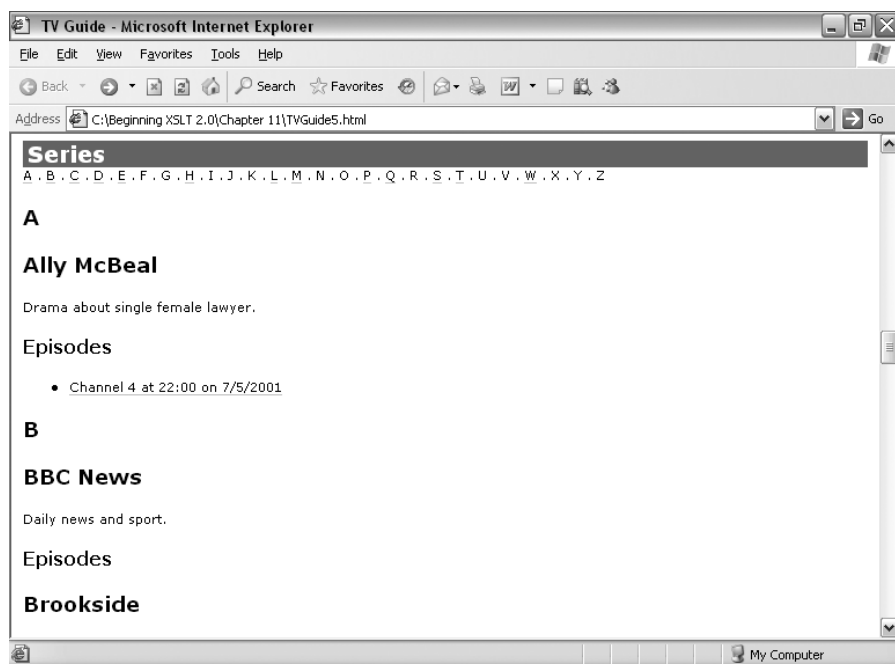 TV Guide - Microsoft Internet Explorer
File Edit View Favorites Tools Help
Back Search Favorites W
Address C:\Beginning XSLT 2.0\Chapter 11\TVGuide5.html Go
Series
A . B . C . D . E . F . G . H . I . J . K . L . M . N . O . P . Q . R . S . T . U . V . W . X . Y . Z
A
Ally McBeal
Drama about single female lawyer.
Episodes
• Channel 4 at 22:00 on 7/5/2001
B
BBC News
Daily news and sport.
Episodes
Brookside
My Computer